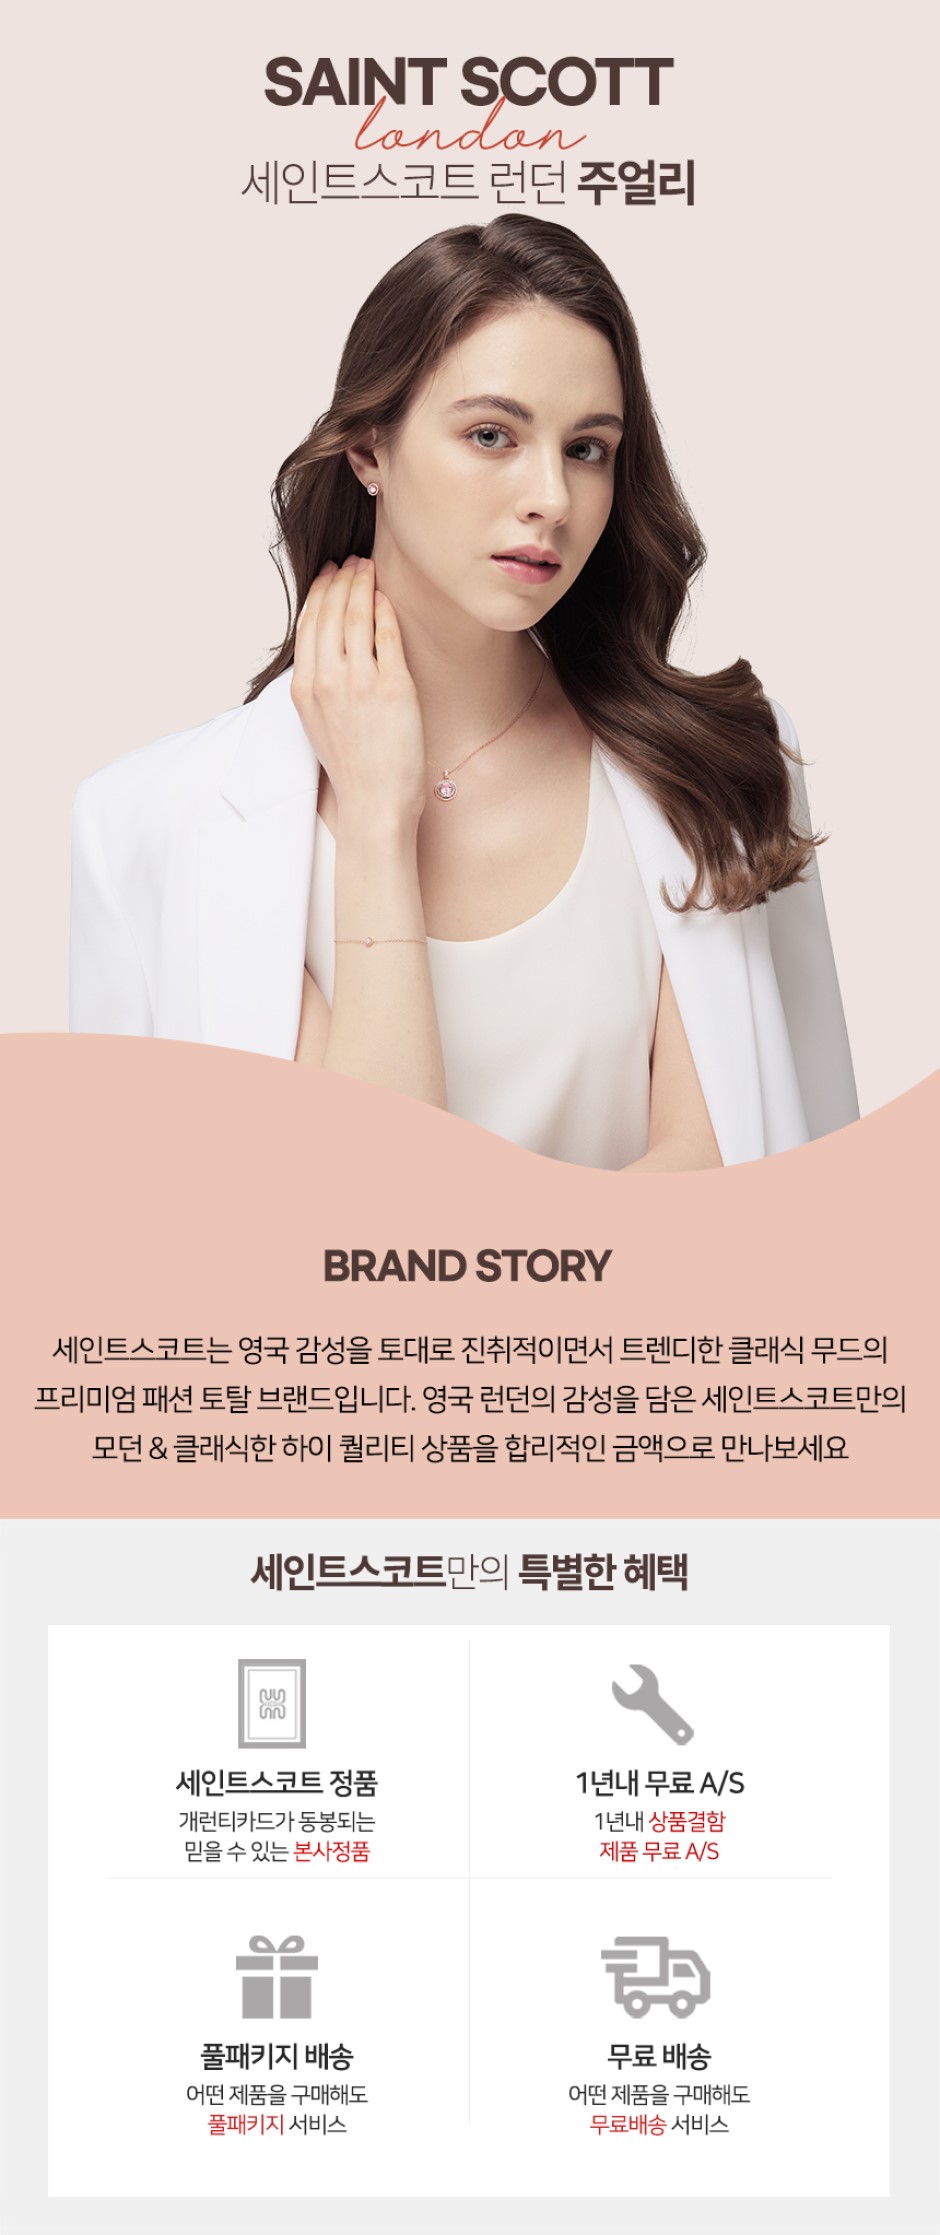 SAINT SCOTT
london
세인트스코트 런던 주얼리
BRAND STORY
세인트스코트는 영국 감성을 토대로 진취적이면서 트렌디한 클래식 무드의
프리미엄 패션 토탈 브랜드입니다. 영국 런던의 감성을 담은 세인트스코트만의
모던 & 클래식한 하이 퀄리티 상품을 합리적인 금액으로 만나보세요
세인트스코트만의 특별한 혜택
세인트스코트 정품
개런티카드가 동봉되는
믿을 수 있는 본사정품
1년내 무료 A/S
1년내 상품결함
제품 무료 A/S
풀패키지 배송
어떤 제품을 구매해도
풀패키지 서비스
무료 배송
어떤 제품을 구매해도
무료배송 서비스